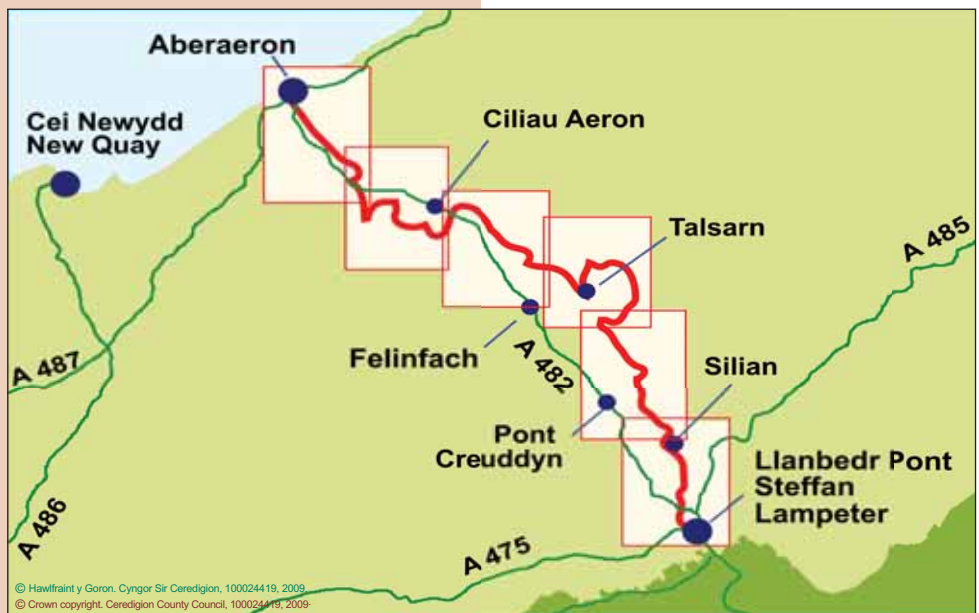 Aberaeron
Cei Newydd
New Quay
Ciliau Aeron
Talsarn
A 485
Felinfach
A 487
A 482
Silian
Pont
Creuddyn
Llanbedr Pont
Steffan
Lampeter
A 486
A 475
© Hawlfraint y Goron. Cyngor Sir Ceredigion, 100024419, 2009.
© Crown copyright. Ceredigion County Council, 100024419, 2009·